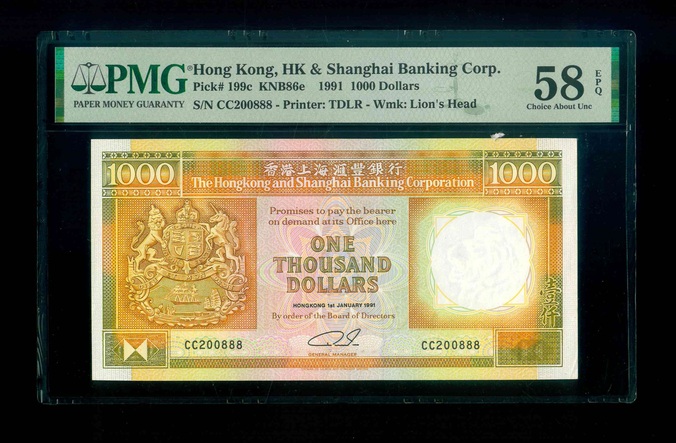 PMG® Hong Kong, HK & Shanghai Banking Corp.
PAPER MONEY GUARANTY
Pick# 199c KNB86e 1991 1000 Dollars
S/N CC200888 - Printer: TDLR - Wmk: Lion's Head
58 EPQ
Choice About Unc
1000
香港上海滙豐銀行
1000
The Hongkong and Shanghai Banking Corporation
Promises to pay the bearer
on demand at its Office here
ONE
THOUSAND
DOLLARS
HONGKONG 1st JANUARY 1991
By order of the Board of Directors
壹仟
CC200888
GENERAL MANAGER
CC200888